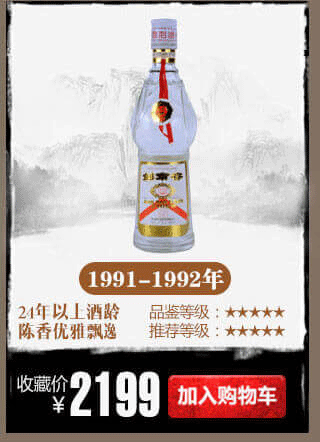 剑南春
1991-1992年
24年以上酒龄
陈香优雅飘逸
品鉴等级：★★★★★
推荐等级：★★★★★
收藏价
¥2199
加入购物车